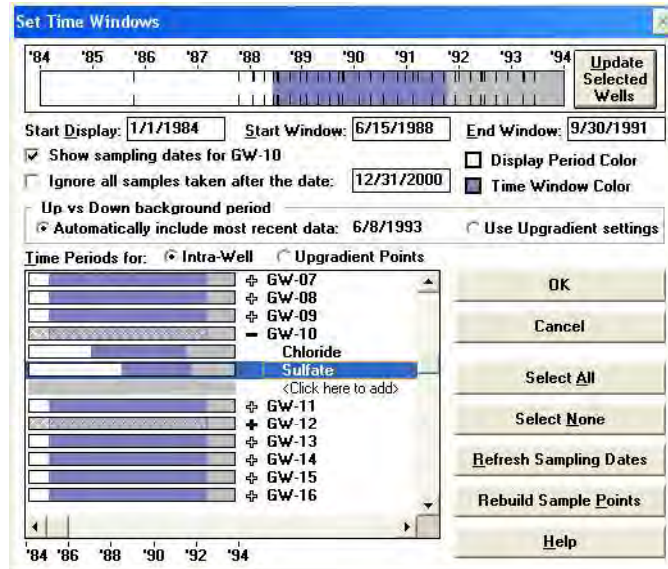 Set Time Windows
'84 '85 '86 '87 '88 '89 '90 '91 '92 '93 '94
Update Selected Wells
Start Display: 1/1/1984 Start Window: 6/15/1988 End Window: 9/30/1991
Show sampling dates for GW-10
Display Period Color
Ignore all samples taken after the date: 12/31/2000
Time Window Color
Up vs Down background period
Automatically include most recent data: 6/8/1993 Use Upgradient settings
Time Periods for: Intra-Well Upgradient Points
GW-07
GW-08
GW-09
GW-10
Chloride
Sulfate
<Click here to add>
GW-11
GW-12
GW-13
GW-14
GW-15
GW-16
'84 '86 '88 '90 '92 '94
OK
Cancel
Select All
Select None
Refresh Sampling Dates
Rebuild Sample Points
Help